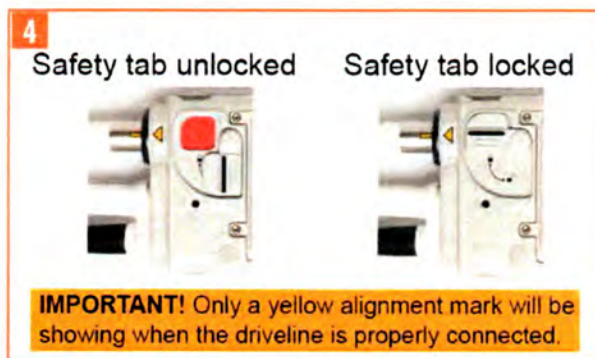 4
Safety tab unlocked
Safety tab locked
IMPORTANT! Only a yellow alignment mark will be
showing when the driveline is properly connected.